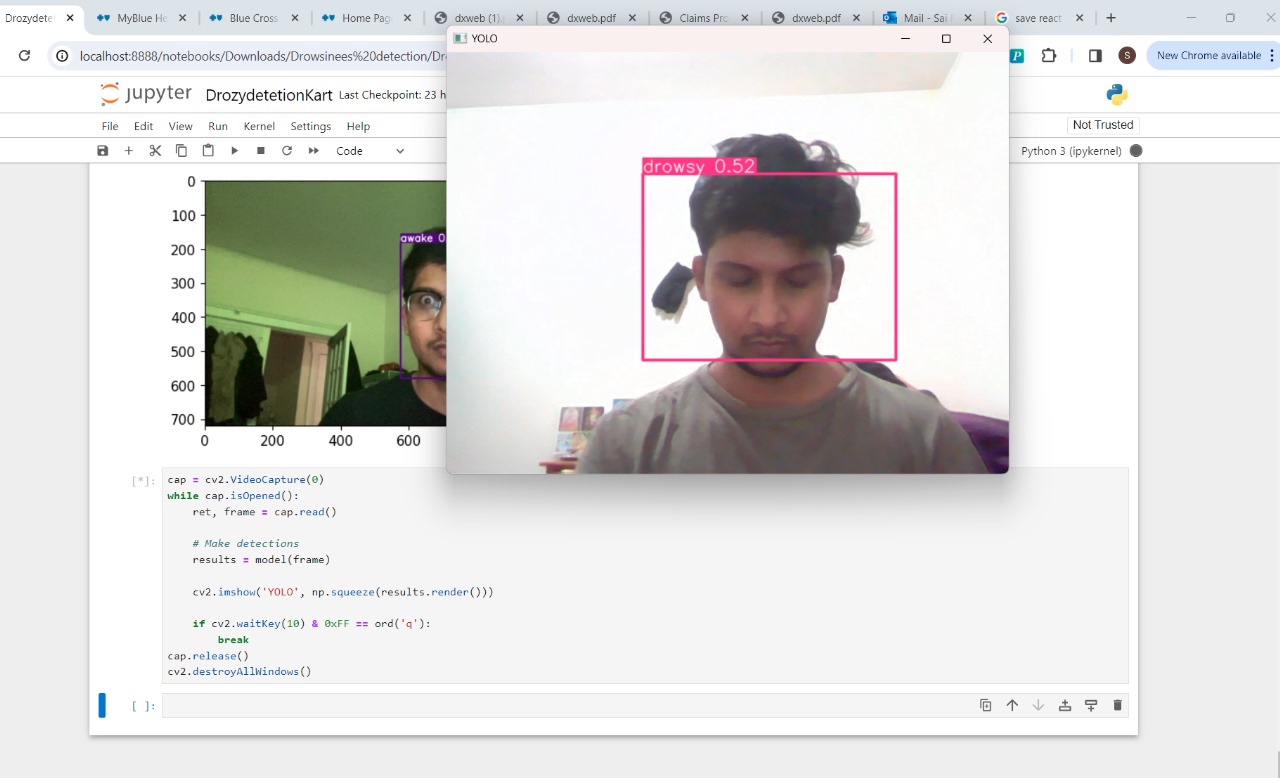 Drozydete
MyBlue He
Blue Cross
Home Pag
dxweb (1).
dxweb.pdf
Claims Pro
dxweb.pdf
Mail - Sai M
save react
localhost:8888/notebooks/Downloads/Drowsinees%20detection/Dr
P
S
New Chrome available
YOLO
jupyter
DrozydetetionKart
Last Checkpoint: 23 h
File Edit View Run Kernel Settings Help
Not Trusted
Code
Python 3 (ipykernel)
drowsy 0.52
awake 0
0
100
200
300
400
500
600
700
0 200 400 600
[*]:
cap = cv2.VideoCapture(0)
while cap.isOpened():
ret, frame = cap.read()
# Make detections
results = model(frame)
cv2.imshow('YOLO', np.squeeze(results.render()))
if cv2.waitKey(10) & 0xFF == ord('q'):
break
cap.release()
cv2.destroyAllWindows()
[ ]: